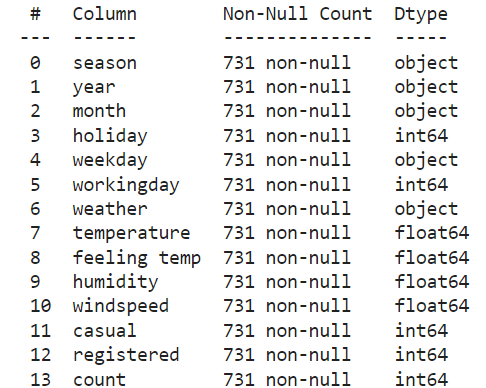 #   Column        Non-Null Count  Dtype
---  ------        --------------  -----
 0   season        731 non-null    object
 1   year          731 non-null    object
 2   month         731 non-null    object
 3   holiday       731 non-null    int64
 4   weekday       731 non-null    object
 5   workingday    731 non-null    int64
 6   weather       731 non-null    object
 7   temperature   731 non-null    float64
 8   feeling temp  731 non-null    float64
 9   humidity      731 non-null    float64
 10  windspeed     731 non-null    float64
 11  casual        731 non-null    int64
 12  registered    731 non-null    int64
 13  count         731 non-null    int64